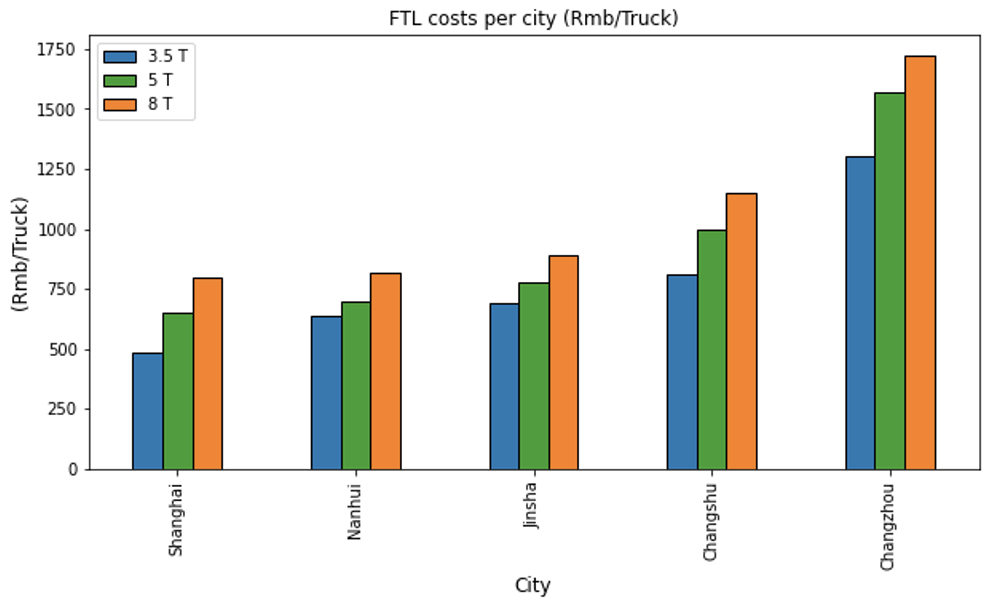 FTL costs per city (Rmb/Truck)
3.5 T
5 T
8 T
(Rmb/Truck)
1750
1500
1250
1000
750
500
250
0
Shanghai
Nanhui
Jinsha
Changshu
Changzhou
City